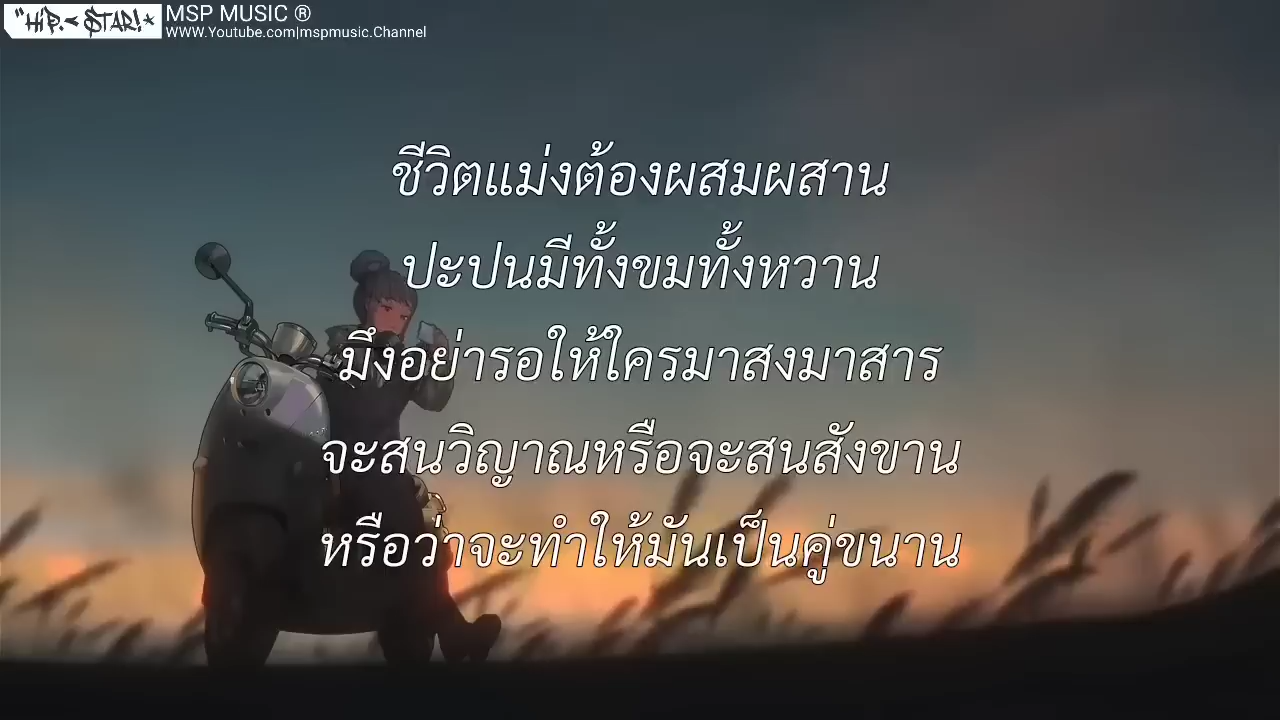 "HiP.< STAR!*
MSP MUSIC ®
WWW.Youtube.com|mspmusic.Channel
ชีวิตแม่งต้องผสมผสาน
ปะปนมีทั้งขมทั้งหวาน
มึงอย่ารอให้ใครมาสงมาสาร
จะสนวิญาณหรือจะสนสังขาน
หรือว่าจะทำให้มันเป็นคู่ขนาน